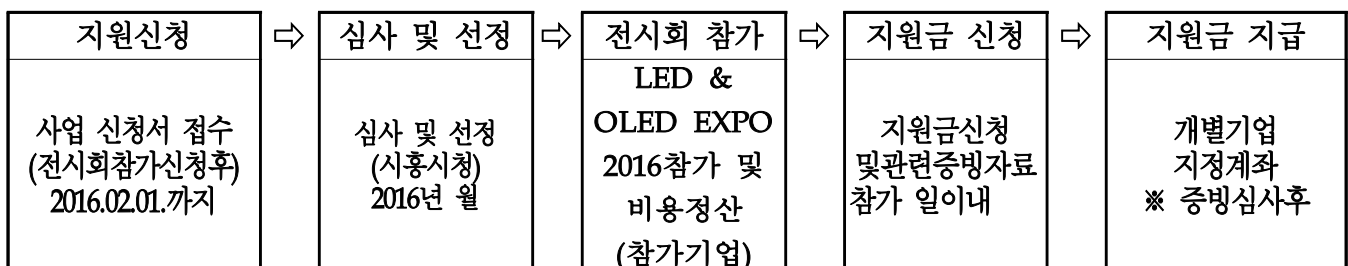 지원신청 ⇨ 심사 및 선정 ⇨ 전시회 참가 ⇨ 지원금 신청 ⇨ 지원금 지급
사업 신청서 접수
(전시회참가신청후)
2016.02.01.까지
심사 및 선정
(시흥시청)
2016년 월
LED &
OLED EXPO
2016참가 및
비용정산
(참가기업)
지원금신청
및관련증빙자료
참가 일이내
개별기업
지정계좌
※ 증빙심사후